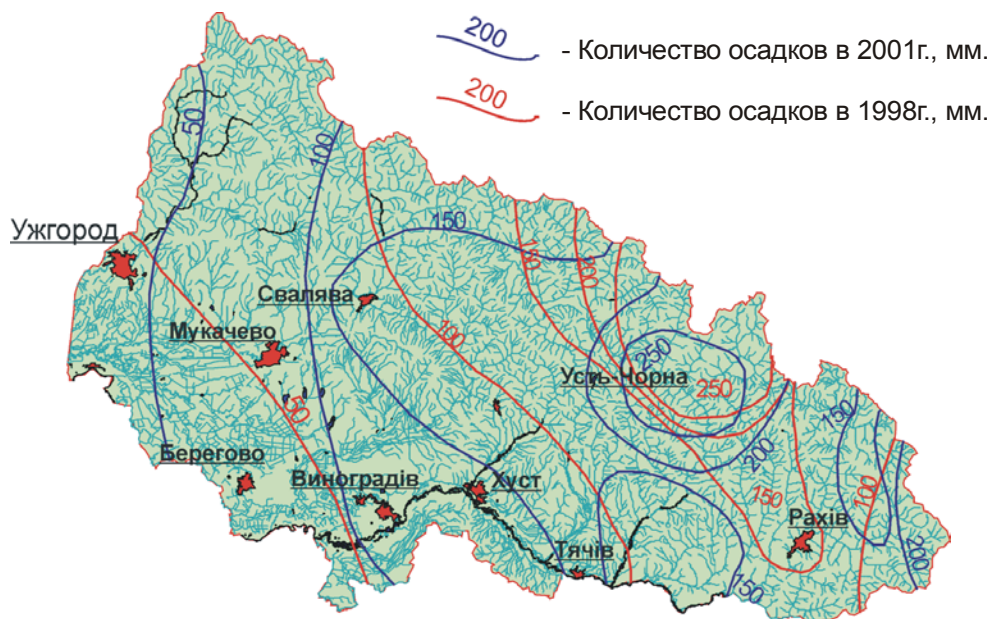 200
- Количество осадков в 2001г., мм.
200
- Количество осадков в 1998г., мм.
50
100
150
Ужгород
150
200
Свалява
Мукачево
100
250
Усть-Чорна
250
50
150
Берегово
200
Виноградів
Хуст
150
100
Рахів
Тячів
150
200